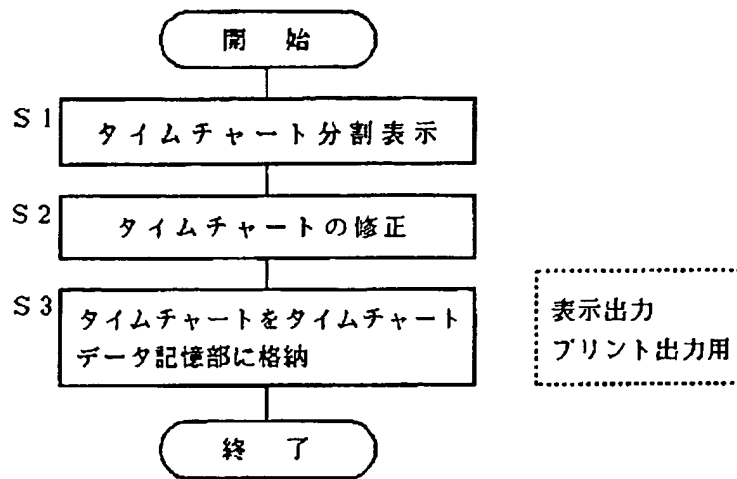 開 始
S1
タイムチャート分割表示
S2
タイムチャートの修正
S3
タイムチャートをタイムチャート
データ記憶部に格納
表示出力
プリント出力用
終 了